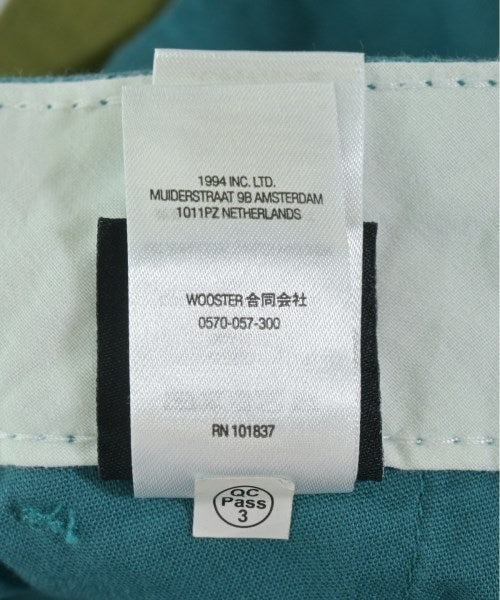 1994 INC. LTD.
MUIDERSTRAAT 9B AMSTERDAM
1011PZ NETHERLANDS
WOOSTER 合同会社
0570-057-300
RN 101837
QC
Pass
3